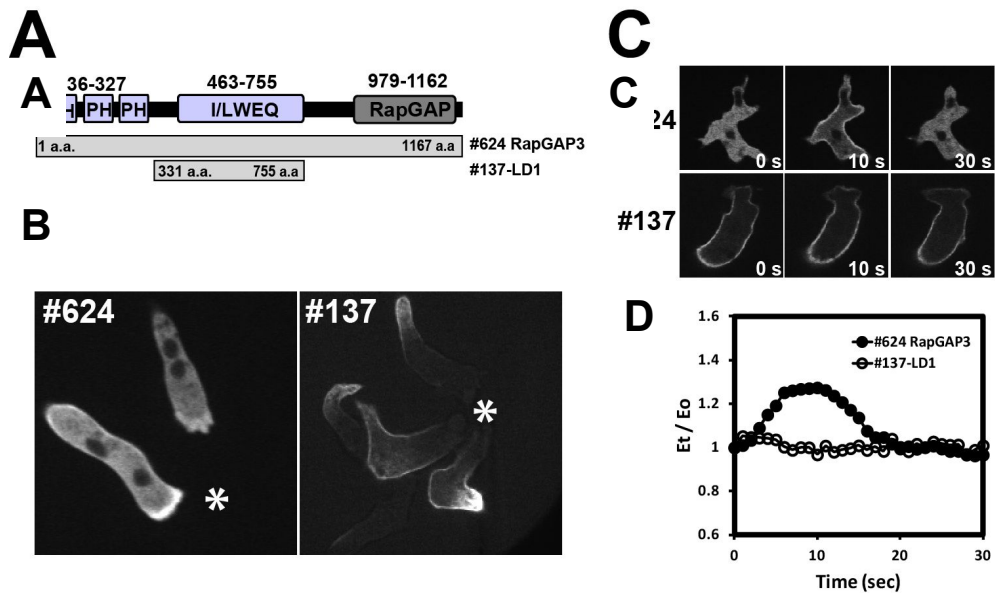 A
A
36-327 463-755 979-1162
PH PH I/LWEQ RapGAP
1 a.a. 1167 a.a #624 RapGAP3
331 a.a. 755 a.a #137-LD1
B
#624 #137
*
*
C
C
24
0 s 10 s 30 s
#137
0 s 10 s 30 s
D
1.6
1.4
1.2
1
0.8
0.6
Et / Eo
#624 RapGAP3
#137-LD1
0 10 20 30
Time (sec)